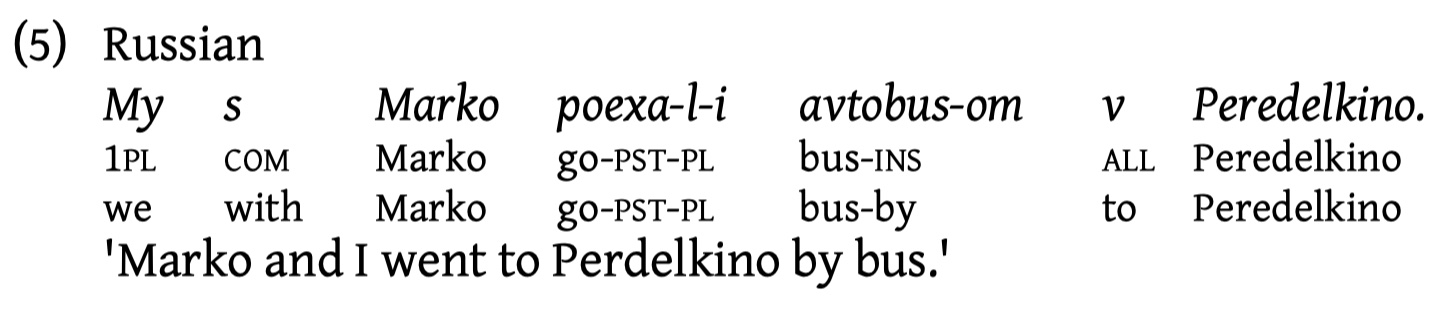 (5) Russian
My s Marko poexa-l-i avtobus-om v Peredelkino.
1PL COM Marko go-PST-PL bus-INS ALL Peredelkino
we with Marko go-PST-PL bus-by to Peredelkino
'Marko and I went to Perdelkino by bus.'